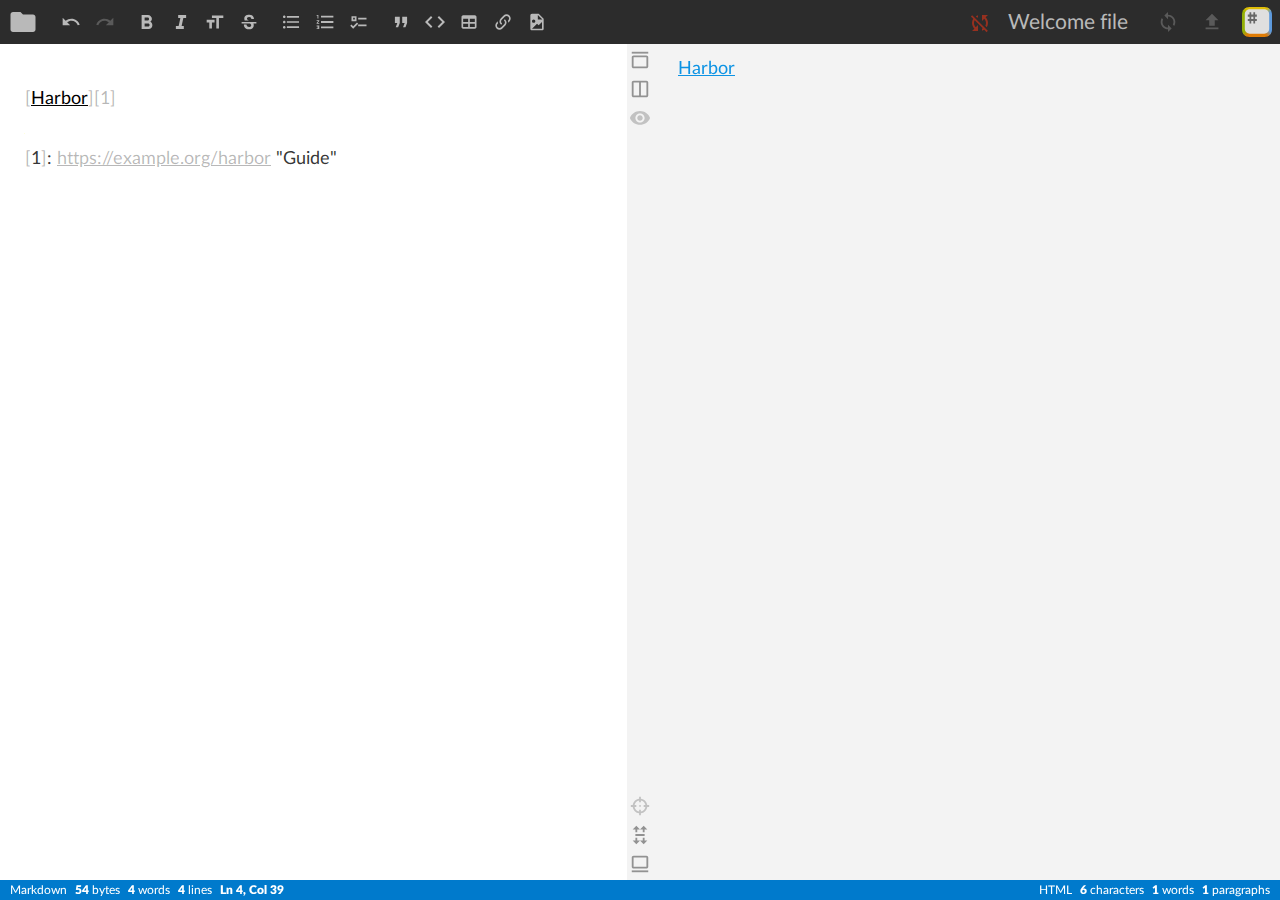 Welcome file
[Harbor][1]
[1]: https://example.org/harbor "Guide"
Harbor
Markdown 54 bytes 4 words 4 lines Ln 4, Col 39
HTML 6 characters 1 words 1 paragraphs